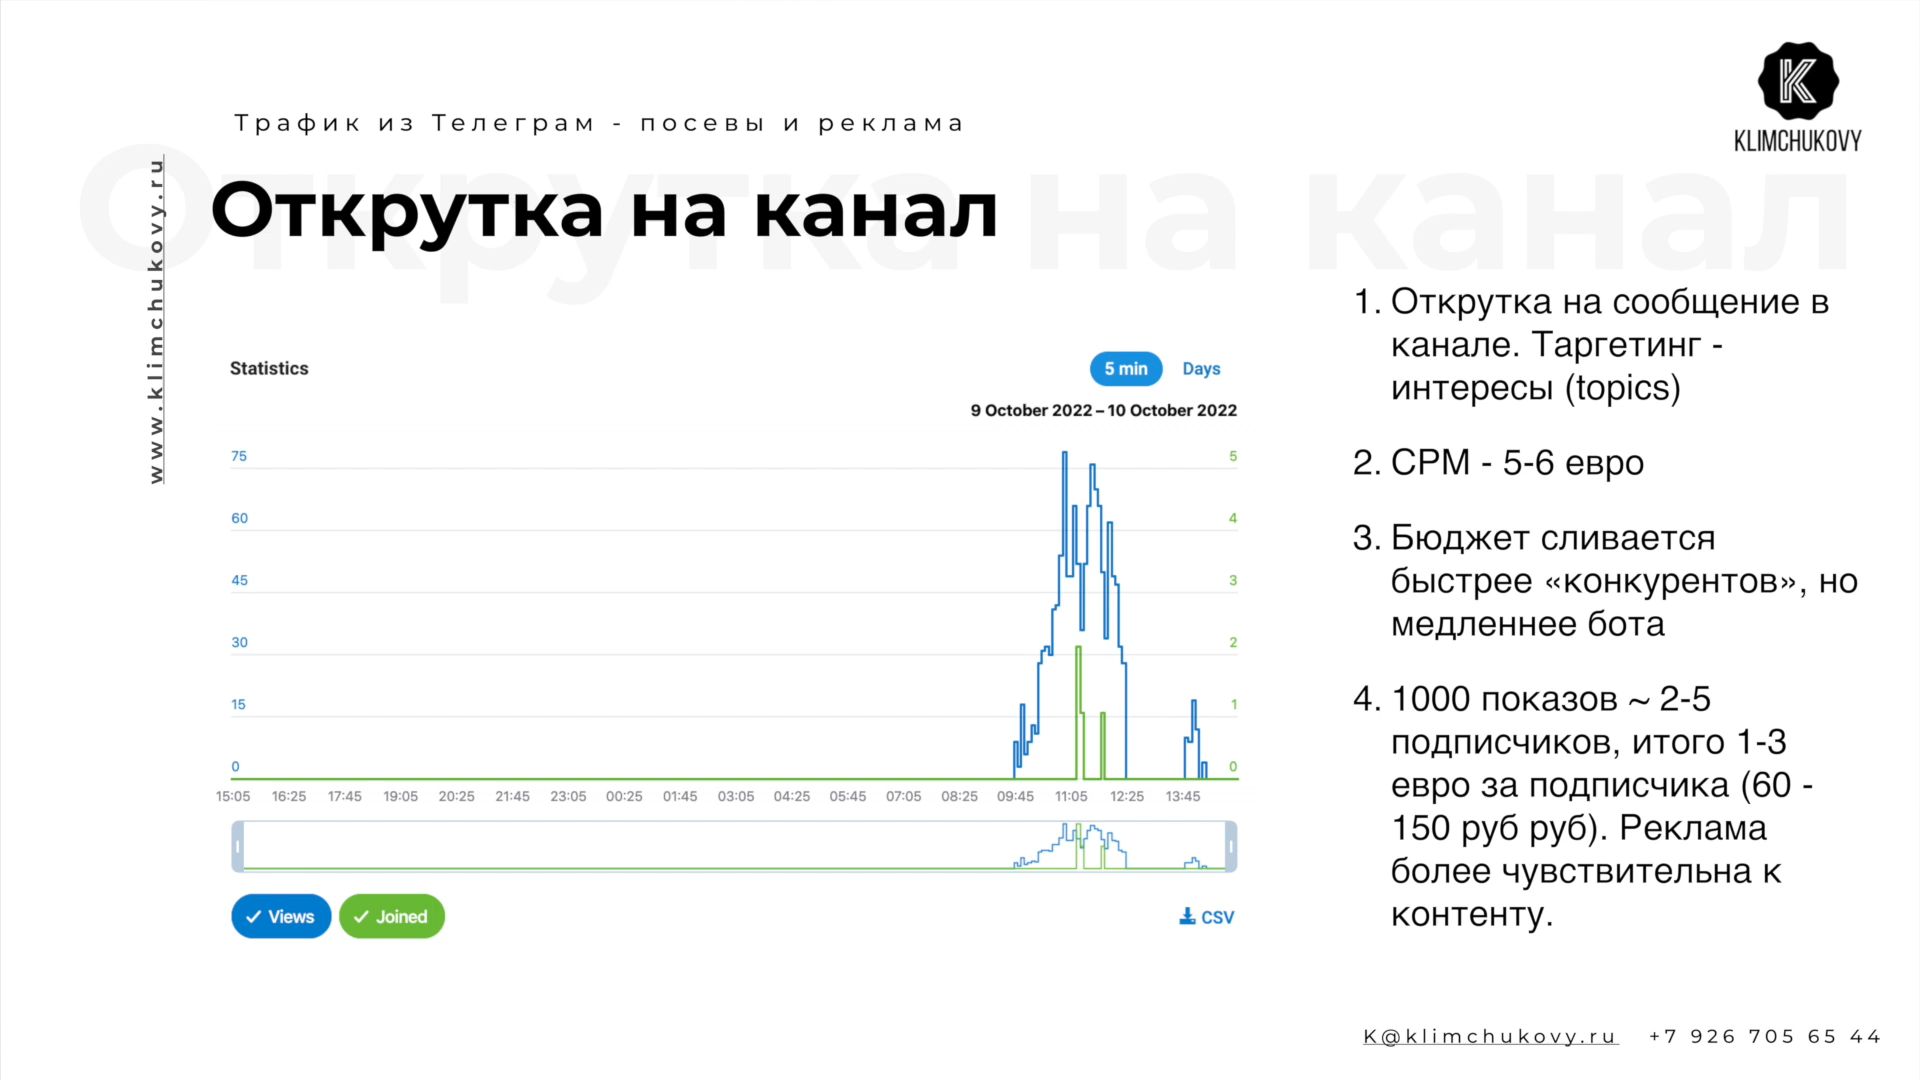 KLIMCHUKOVY
Трафик из Телеграм - посевы и реклама
www.klimchukovy.ru
Открутка на канал
Открутка на канал
Statistics
5 min Days
9 October 2022 – 10 October 2022
75 5
60 4
45 3
30 2
15 1
0 0
15:05 16:25 17:45 19:05 20:25 21:45 23:05 00:25 01:45 03:05 04:25 05:45 07:05 08:25 09:45 11:05 12:25 13:45
Views Joined CSV
1. Открутка на сообщение в
канале. Таргетинг -
интересы (topics)
2. CPM - 5-6 евро
3. Бюджет сливается
быстрее «конкурентов», но
медленнее бота
4. 1000 показов ~ 2-5
подписчиков, итого 1-3
евро за подписчика (60 -
150 руб руб). Реклама
более чувствительна к
контенту.
K@klimchukovy.ru +7 926 705 65 44